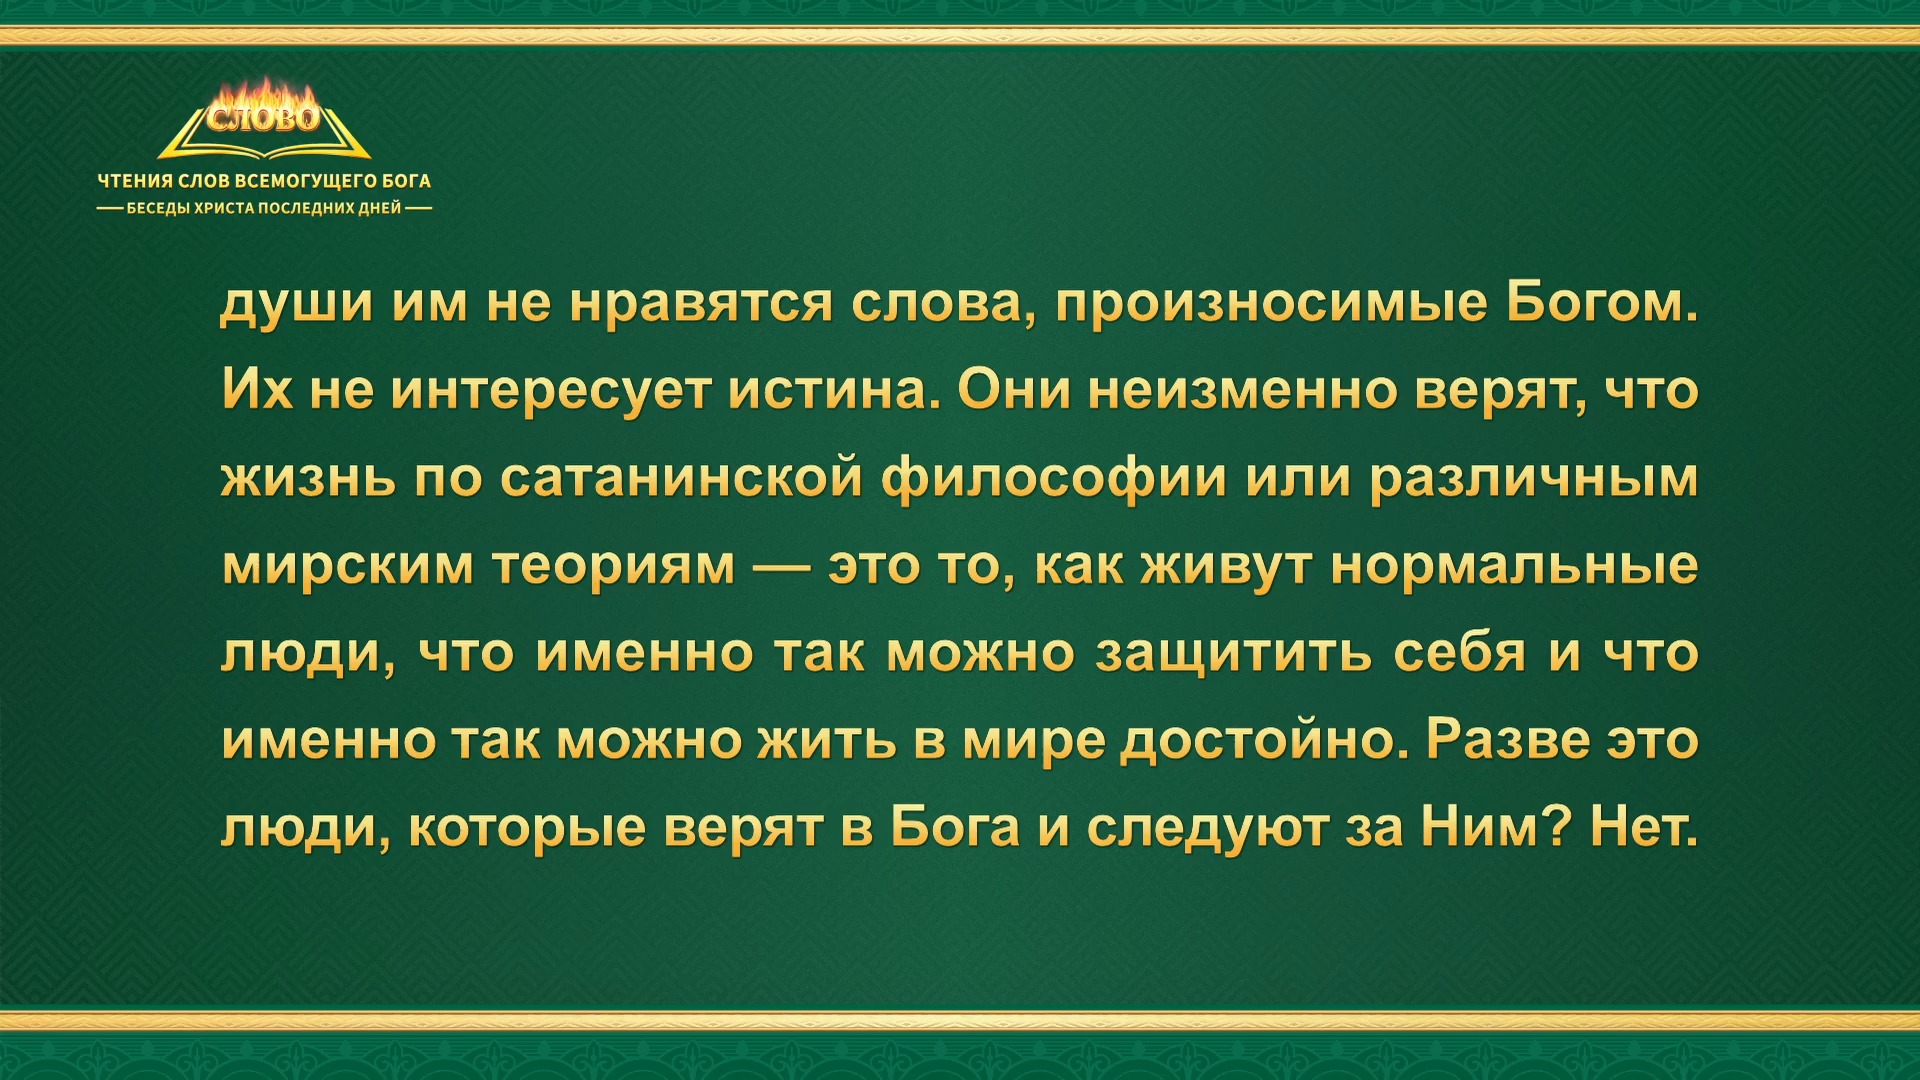 СЛОВО
ЧТЕНИЯ СЛОВ ВСЕМОГУЩЕГО БОГА
БЕСЕДЫ ХРИСТА ПОСЛЕДНИХ ДНЕЙ
души им не нравятся слова, произносимые Богом.
Их не интересует истина. Они неизменно верят, что
жизнь по сатанинской философии или различным
мирским теориям — это то, как живут нормальные
люди, что именно так можно защитить себя и что
именно так можно жить в мире достойно. Разве это
люди, которые верят в Бога и следуют за Ним? Нет.